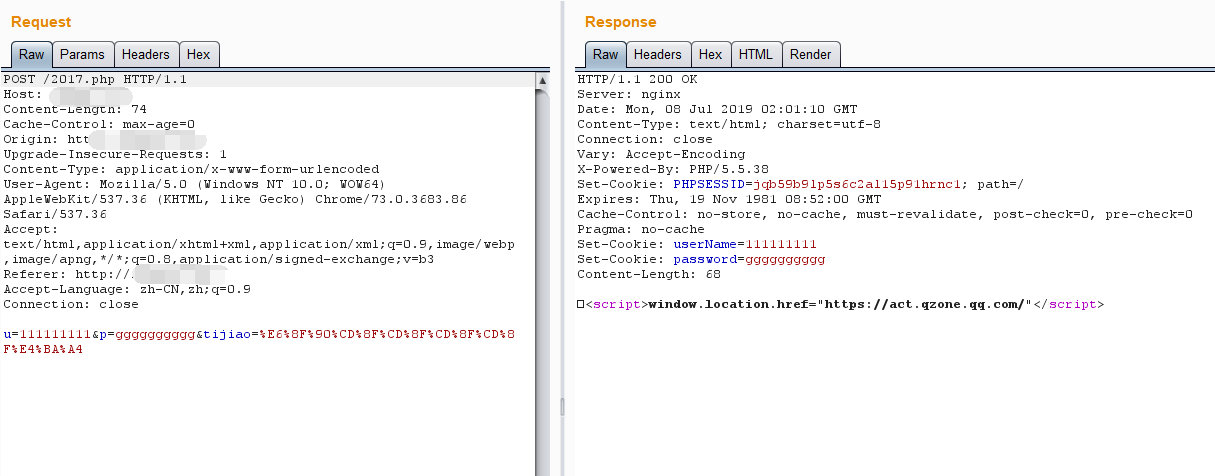 Request
Raw Params Headers Hex
POST /2017.php HTTP/1.1
Host:
Content-Length: 74
Cache-Control: max-age=0
Origin: htt
Upgrade-Insecure-Requests: 1
Content-Type: application/x-www-form-urlencoded
User-Agent: Mozilla/5.0 (Windows NT 10.0; WOW64)
AppleWebKit/537.36 (KHTML, like Gecko) Chrome/73.0.3683.86
Safari/537.36
Accept:
text/html,application/xhtml+xml,application/xml;q=0.9,image/webp
,image/apng,*/*;q=0.8,application/signed-exchange;v=b3
Referer: http://
Accept-Language: zh-CN,zh;q=0.9
Connection: close
u=111111111&p=gggggggggg&tijiao=%E6%8F%90%CD%8F%CD%8F%CD%8F%CD%8
F%E4%BA%A4
Response
Raw Headers Hex HTML Render
HTTP/1.1 200 OK
Server: nginx
Date: Mon, 08 Jul 2019 02:01:10 GMT
Content-Type: text/html; charset=utf-8
Connection: close
Vary: Accept-Encoding
X-Powered-By: PHP/5.5.38
Set-Cookie: PHPSESSID=jqb59b9lp5s6c2al15p91hrnc1; path=/
Expires: Thu, 19 Nov 1981 08:52:00 GMT
Cache-Control: no-store, no-cache, must-revalidate, post-check=0, pre-check=0
Pragma: no-cache
Set-Cookie: userName=111111111
Set-Cookie: password=gggggggggg
Content-Length: 68
<script>window.location.href="https://act.qzone.qq.com/"</script>